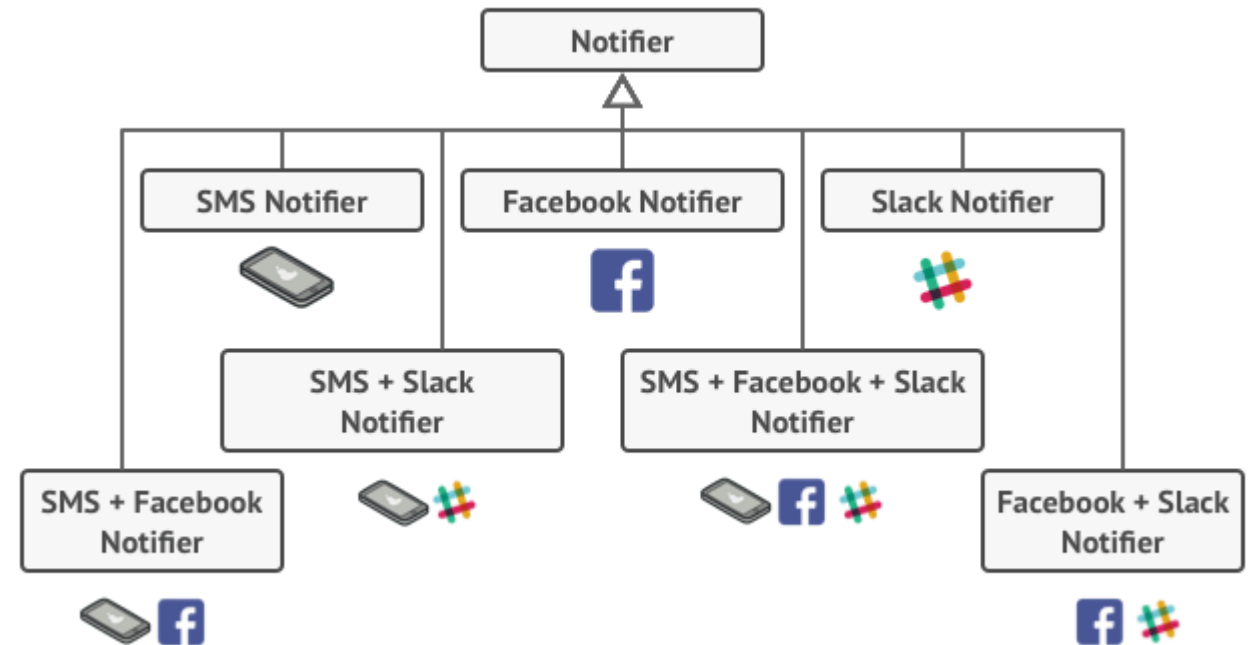 Notifier
SMS Notifier
Facebook Notifier
Slack Notifier
SMS + Slack
Notifier
SMS + Facebook + Slack
Notifier
SMS + Facebook
Notifier
Facebook + Slack
Notifier